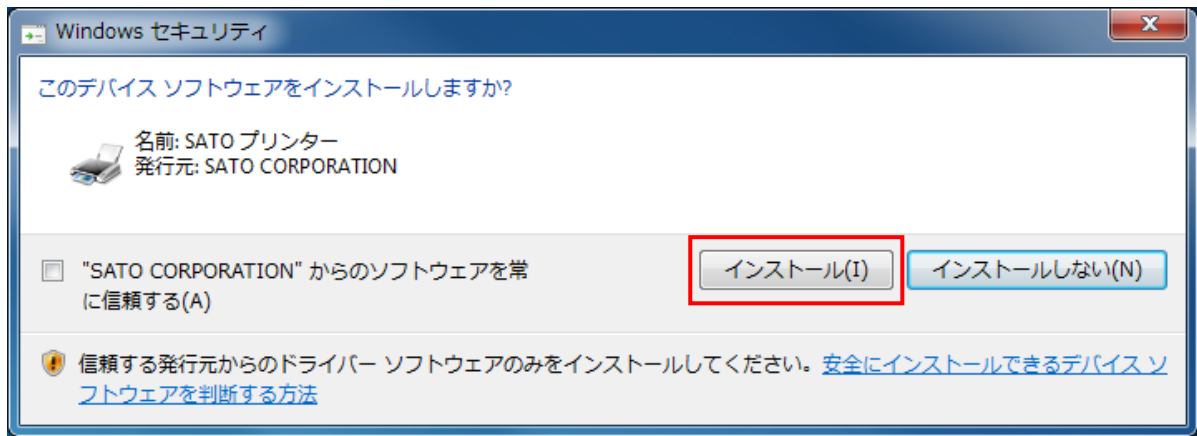 Windows セキュリティ
このデバイス ソフトウェアをインストールしますか?
名前: SATO プリンター
発行元: SATO CORPORATION
"SATO CORPORATION" からのソフトウェアを常
に信頼する(A)
インストール(I)
インストールしない(N)
信頼する発行元からのドライバー ソフトウェアのみをインストールしてください。安全にインストールできるデバイス ソ
フトウェアを判断する方法